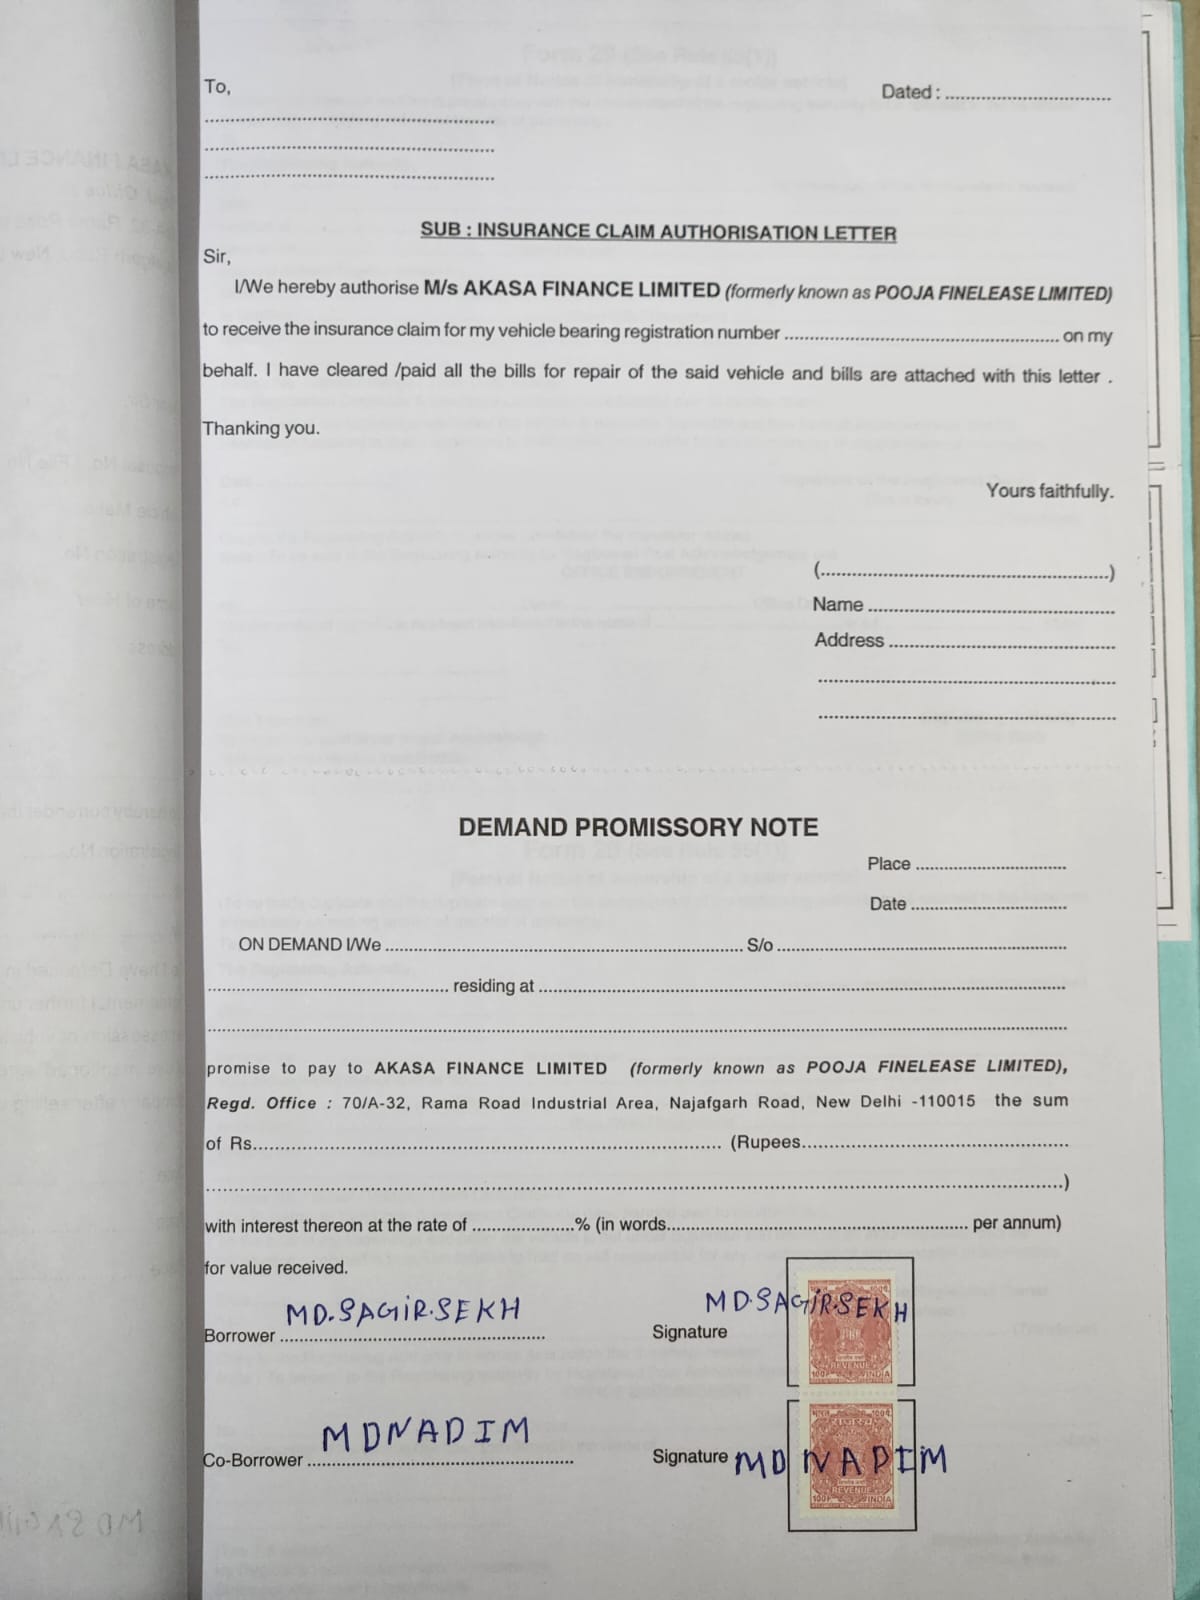 To,
Dated : ..............................
..............................
..............................
..............................
SUB : INSURANCE CLAIM AUTHORISATION LETTER
Sir,
I/We hereby authorise M/s AKASA FINANCE LIMITED (formerly known as POOJA FINELEASE LIMITED)
to receive the insurance claim for my vehicle bearing registration number .............................. on my
behalf. I have cleared /paid all the bills for repair of the said vehicle and bills are attached with this letter .
Thanking you.
Yours faithfully.
(..............................)
Name ..............................
Address ..............................
..............................
..............................
DEMAND PROMISSORY NOTE
Place ..............................
Date ..............................
ON DEMAND I/We .............................. S/o ..............................
.............................. residing at ..............................
..............................
promise to pay to AKASA FINANCE LIMITED (formerly known as POOJA FINELEASE LIMITED),
Regd. Office : 70/A-32, Rama Road Industrial Area, Najafgarh Road, New Delhi -110015 the sum
of Rs.............................. (Rupees..............................
..............................)
with interest thereon at the rate of ....................% (in words.............................. per annum)
for value received.
MD.SAGIR.SEKH
MD.SAGIR.SEKH
Borrower ..............................
Signature
REVENUE
INDIA
MDNADIM
Co-Borrower ..............................
Signature MD NADIM
REVENUE
INDIA